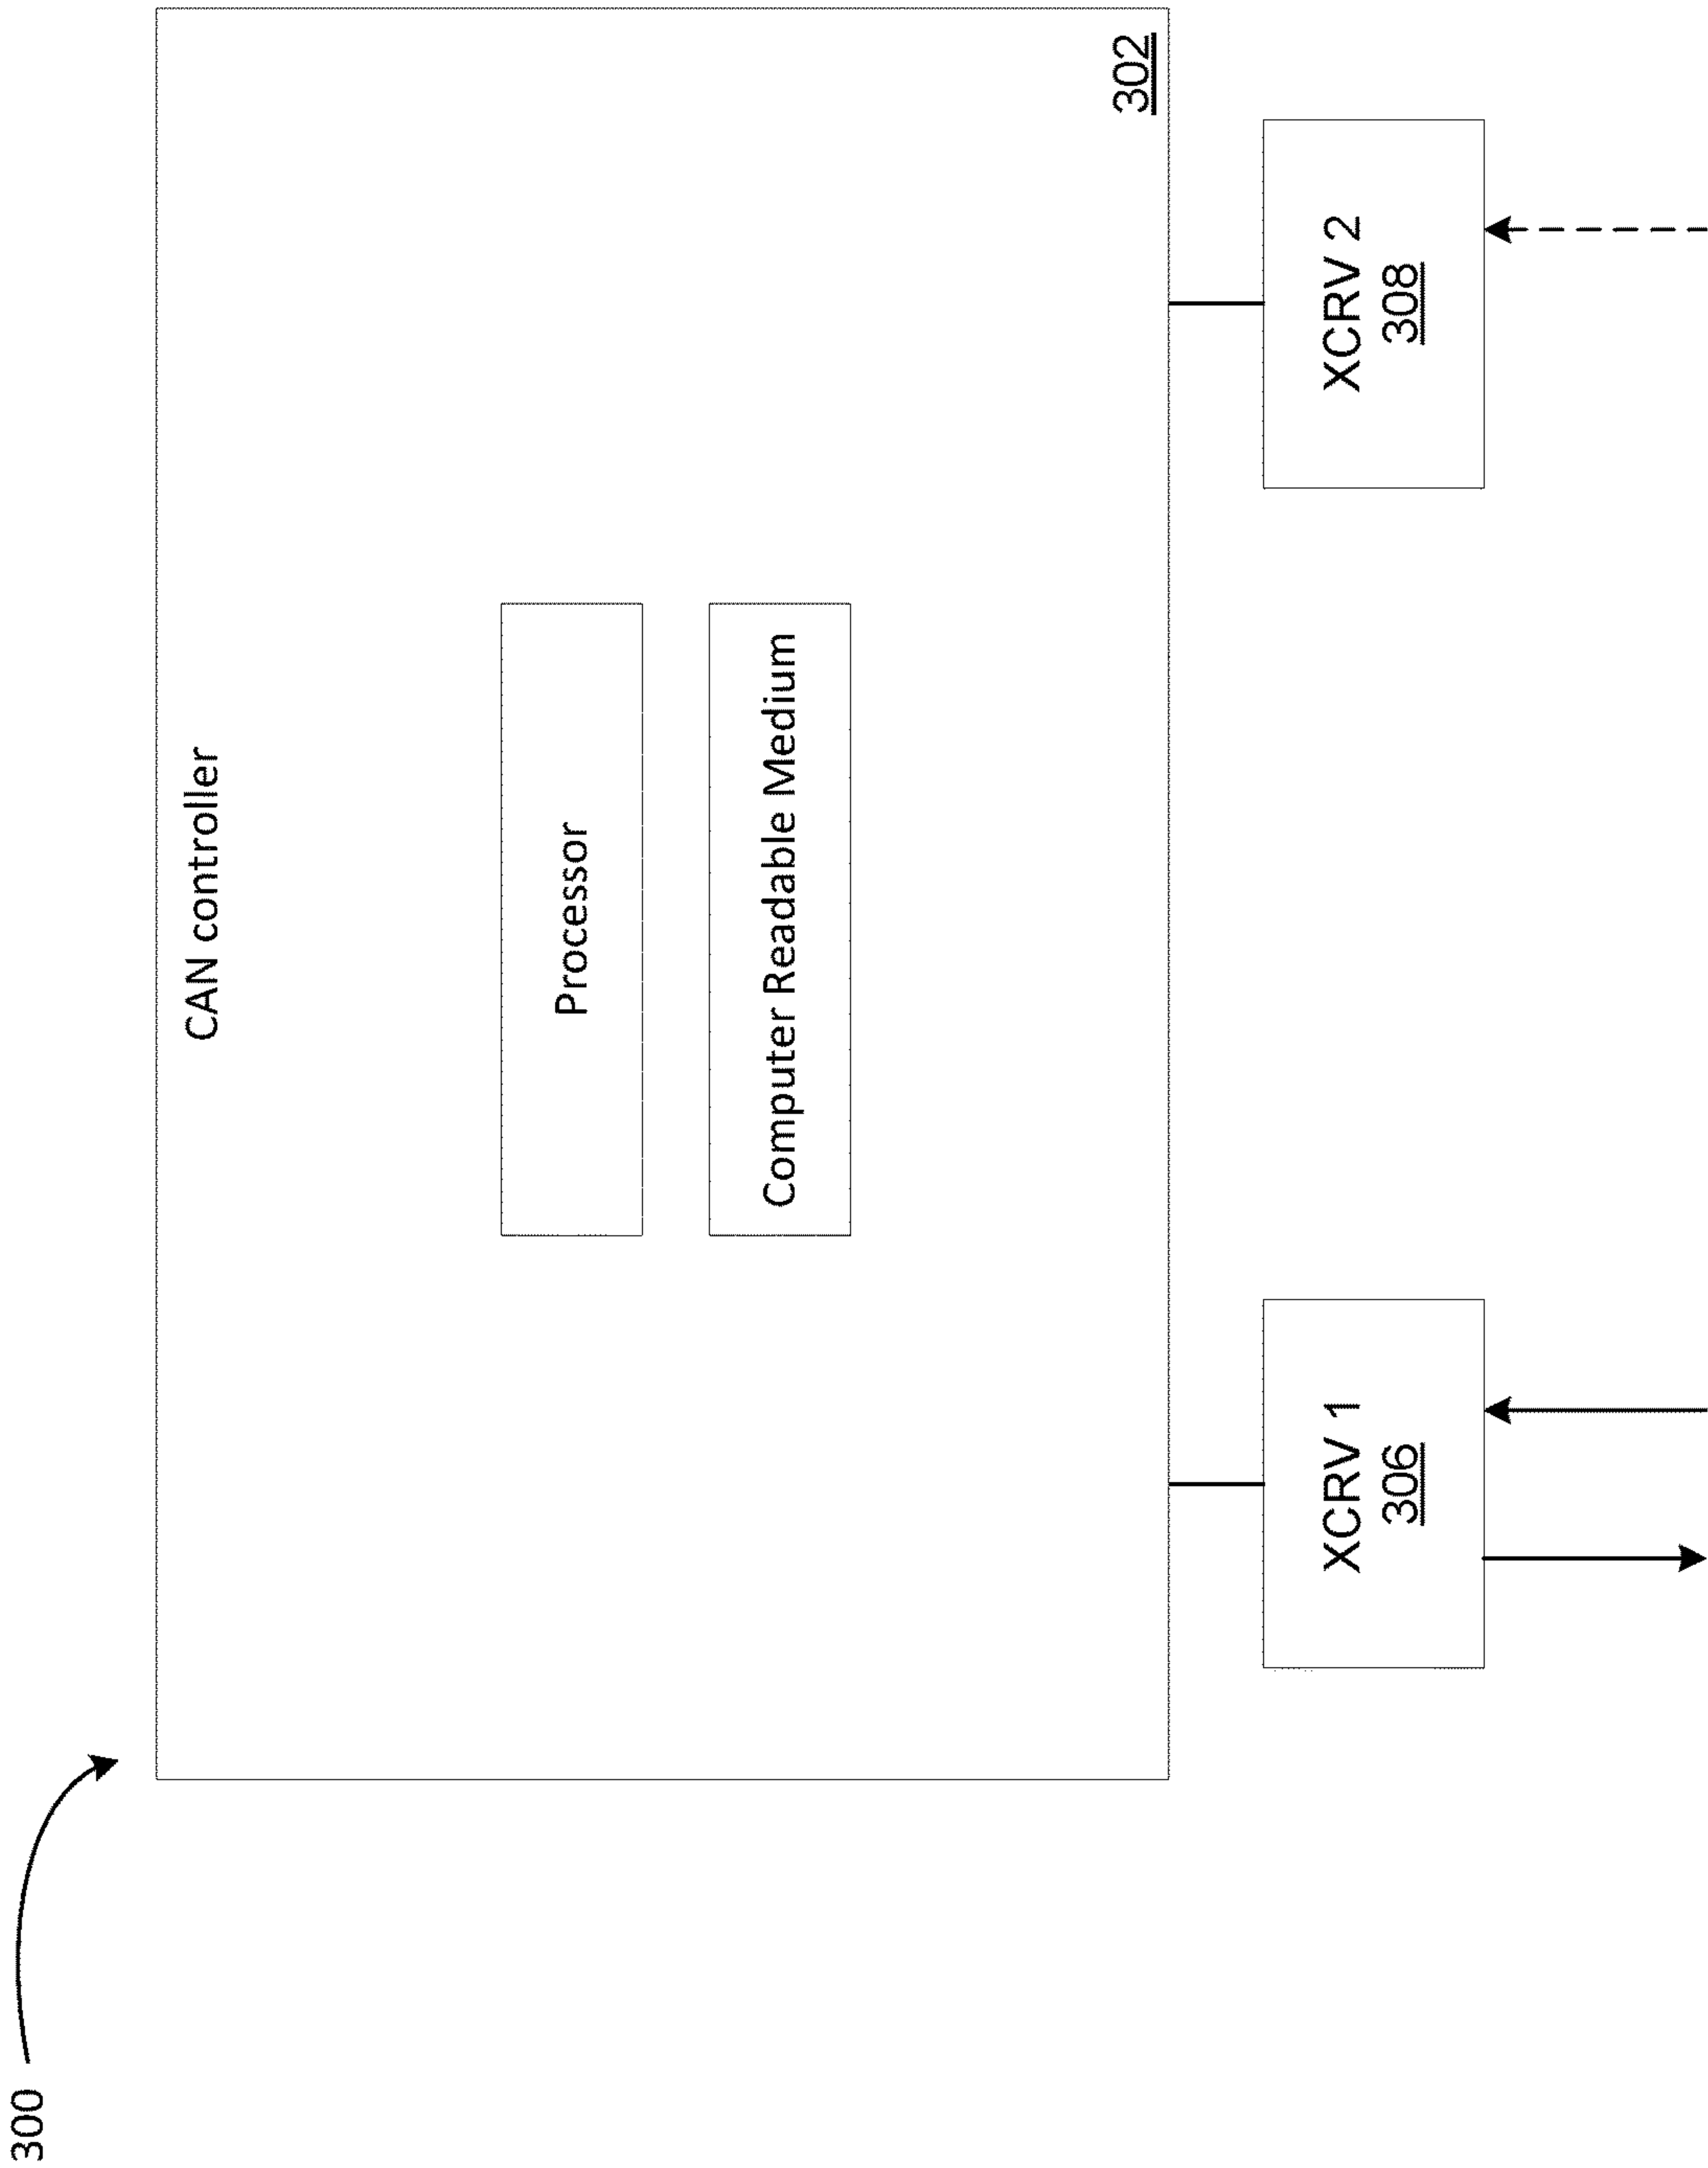 300
CAN controller
Processor
Computer Readable Medium
302
XCRV 1
306
XCRV 2
308